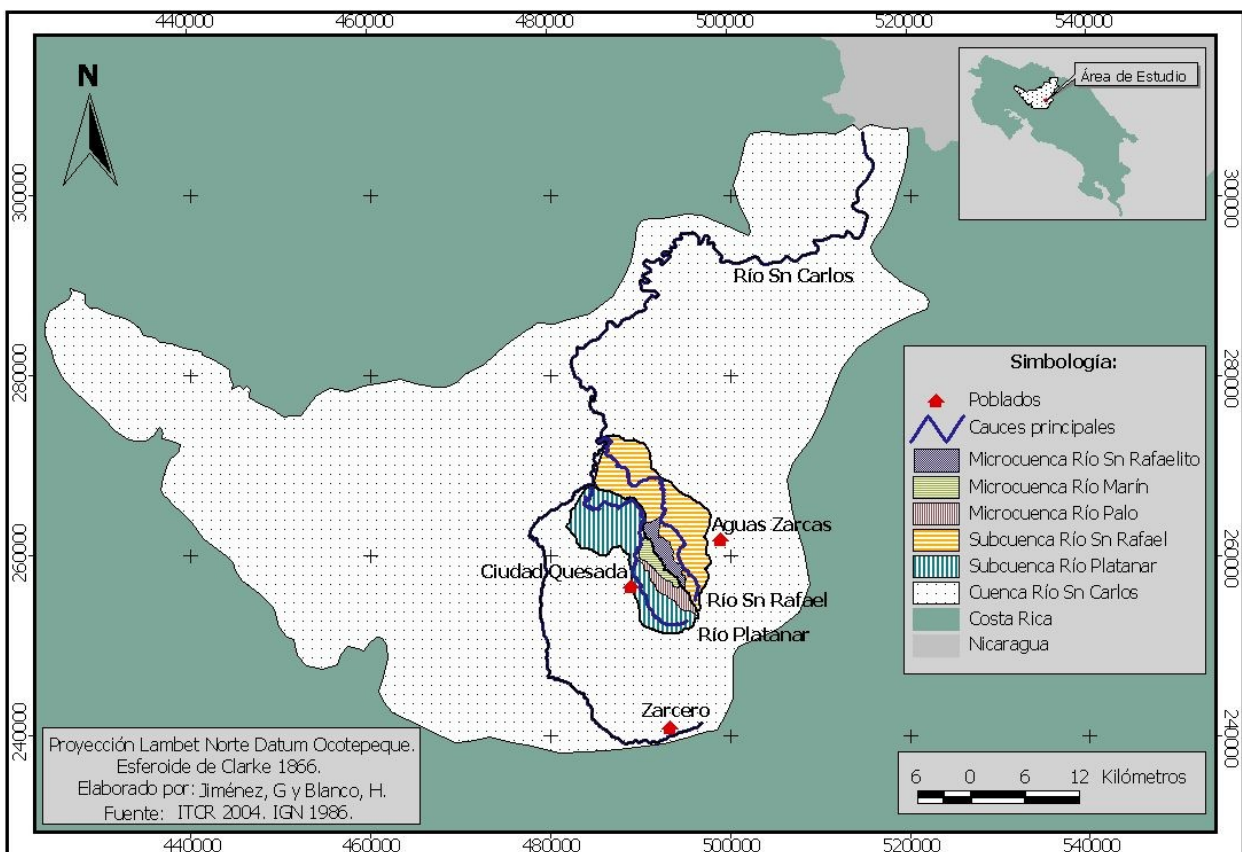 440000 460000 480000 500000 520000 540000
N
Área de Estudio
300000
300000
Río Sn Carlos
280000
280000
Simbología:
Poblados
Cauces principales
Microcuenca Río Sn Rafaelito
Microcuenca Río Marín
Microcuenca Río Palo
Subcuenca Río Sn Rafael
Subcuenca Río Platanar
Cuenca Río Sn Carlos
Costa Rica
Nicaragua
Aguas Zarcas
260000
260000
Ciudad Quesada
Río Sn Rafael
Río Platanar
Zarcero
240000
240000
Proyección Lambet Norte Datum Ocotepeque.
Esferoide de Clarke 1866.
Elaborado por: Jiménez, G y Blanco, H.
Fuente: ITCR 2004. IGN 1986.
6 0 6 12 Kilómetros
440000 460000 480000 500000 520000 540000